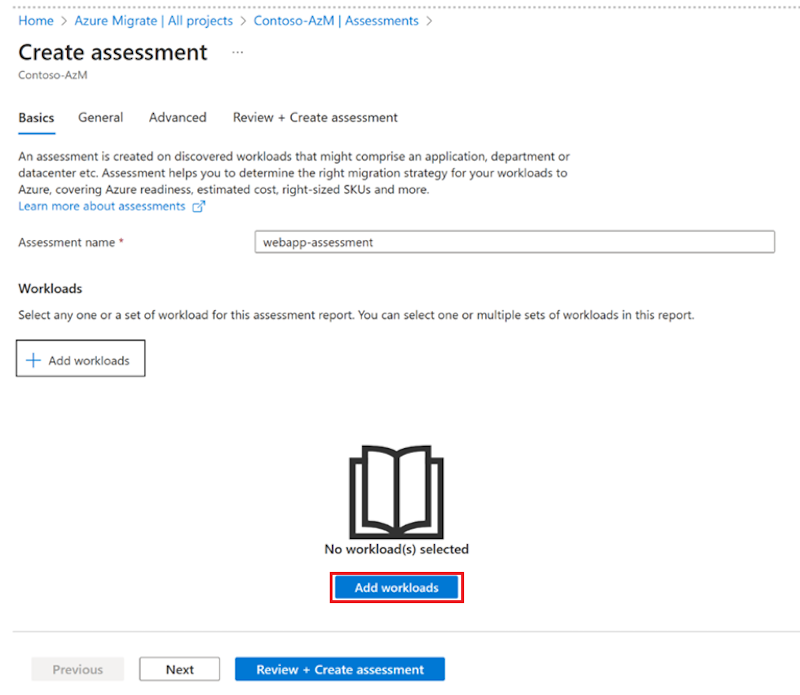 Home > Azure Migrate | All projects > Contoso-AzM | Assessments >
Create assessment ...
Contoso-AzM
Basics General Advanced Review + Create assessment
An assessment is created on discovered workloads that might comprise an application, department or
datacenter etc. Assessment helps you to determine the right migration strategy for your workloads to
Azure, covering Azure readiness, estimated cost, right-sized SKUs and more.
Learn more about assessments
Assessment name * webapp-assessment
Workloads
Select any one or a set of workload for this assessment report. You can select one or multiple sets of workloads in this report.
+ Add workloads
No workload(s) selected
Add workloads
Previous Next Review + Create assessment